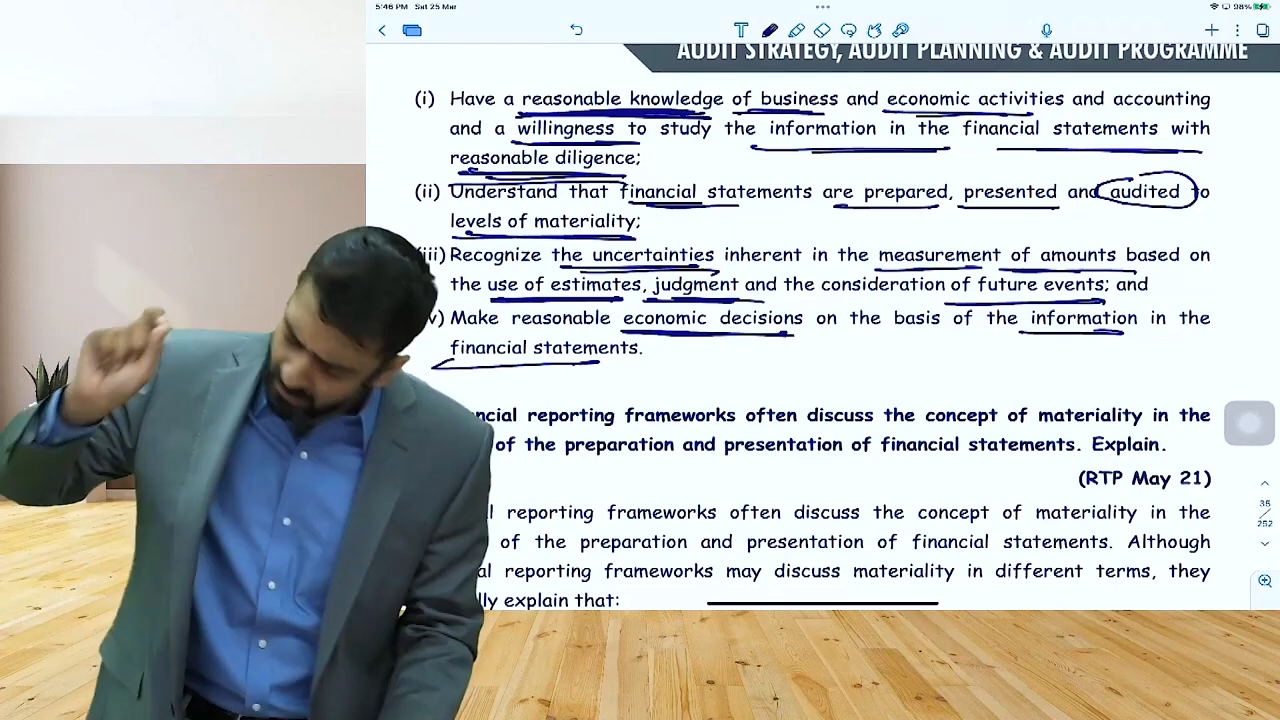 5:46 PM Sat 25 Mar
98%
AUDIT STRATEGY, AUDIT PLANNING & AUDIT PROGRAMME
(i) Have a reasonable knowledge of business and economic activities and accounting
and a willingness to study the information in the financial statements with
reasonable diligence;
(ii) Understand that financial statements are prepared, presented and audited to
levels of materiality;
iii) Recognize the uncertainties inherent in the measurement of amounts based on
the use of estimates, judgment and the consideration of future events; and
v) Make reasonable economic decisions on the basis of the information in the
financial statements.
ncial reporting frameworks often discuss the concept of materiality in the
of the preparation and presentation of financial statements. Explain.
(RTP May 21)
l reporting frameworks often discuss the concept of materiality in the
of the preparation and presentation of financial statements. Although
al reporting frameworks may discuss materiality in different terms, they
lly explain that:
35
252